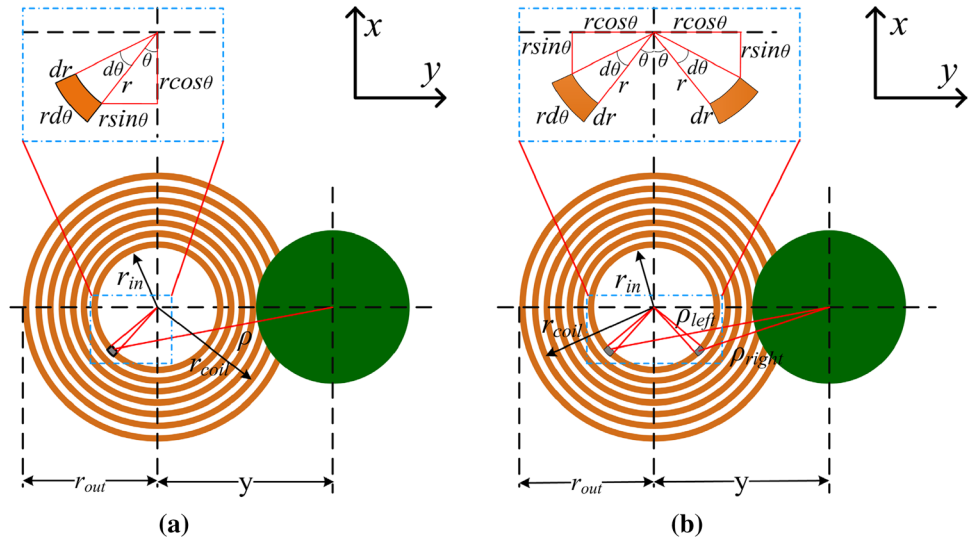 x
y
dr
dθ
θ
r
rcosθ
rdθ
rsinθ
r_in
ρ
r_coil
r_out
y
(a)
x
y
rcosθ rcosθ
rsinθ rsinθ
dθ θ θ dθ
r r
rdθ dr dr
r_in
r_coil
ρ_left
ρ_right
r_out
y
(b)